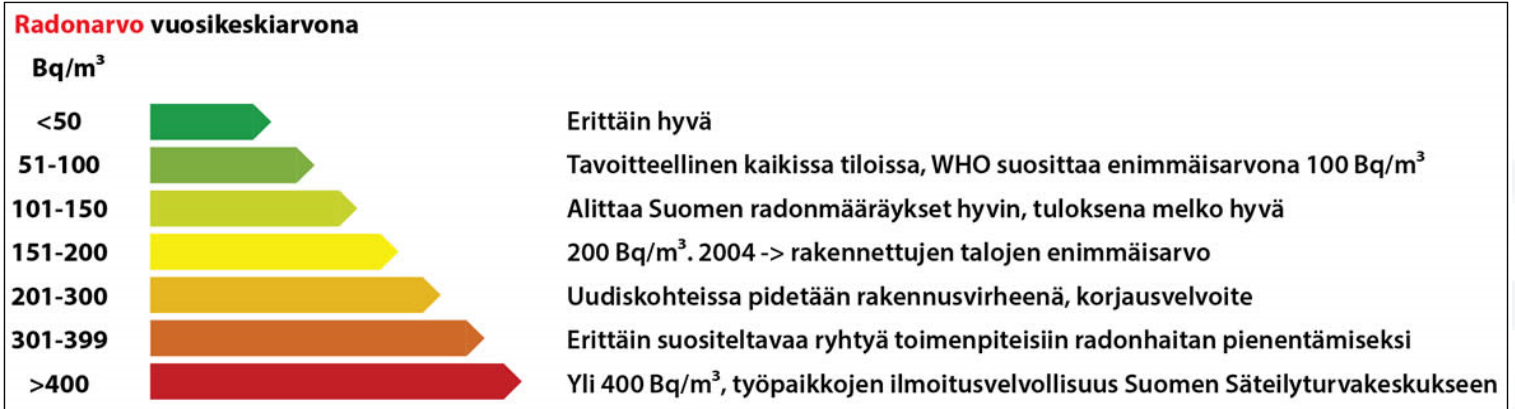 Radonarvo vuosikeskiarvona
Bq/m³
<50 Erittäin hyvä
51-100 Tavoitteellinen kaikissa tiloissa, WHO suosittaa enimmäisarvona 100 Bq/m³
101-150 Alittaa Suomen radonmääräykset hyvin, tuloksena melko hyvä
151-200 200 Bq/m³. 2004 -> rakennettujen talojen enimmäisarvo
201-300 Uudiskohteissa pidetään rakennusvirheenä, korjausvelvoite
301-399 Erittäin suositeltavaa ryhtyä toimenpiteisiin radonhaitan pienentämiseksi
>400 Yli 400 Bq/m³, työpaikkojen ilmoitusvelvollisuus Suomen Säteilyturvakeskukseen